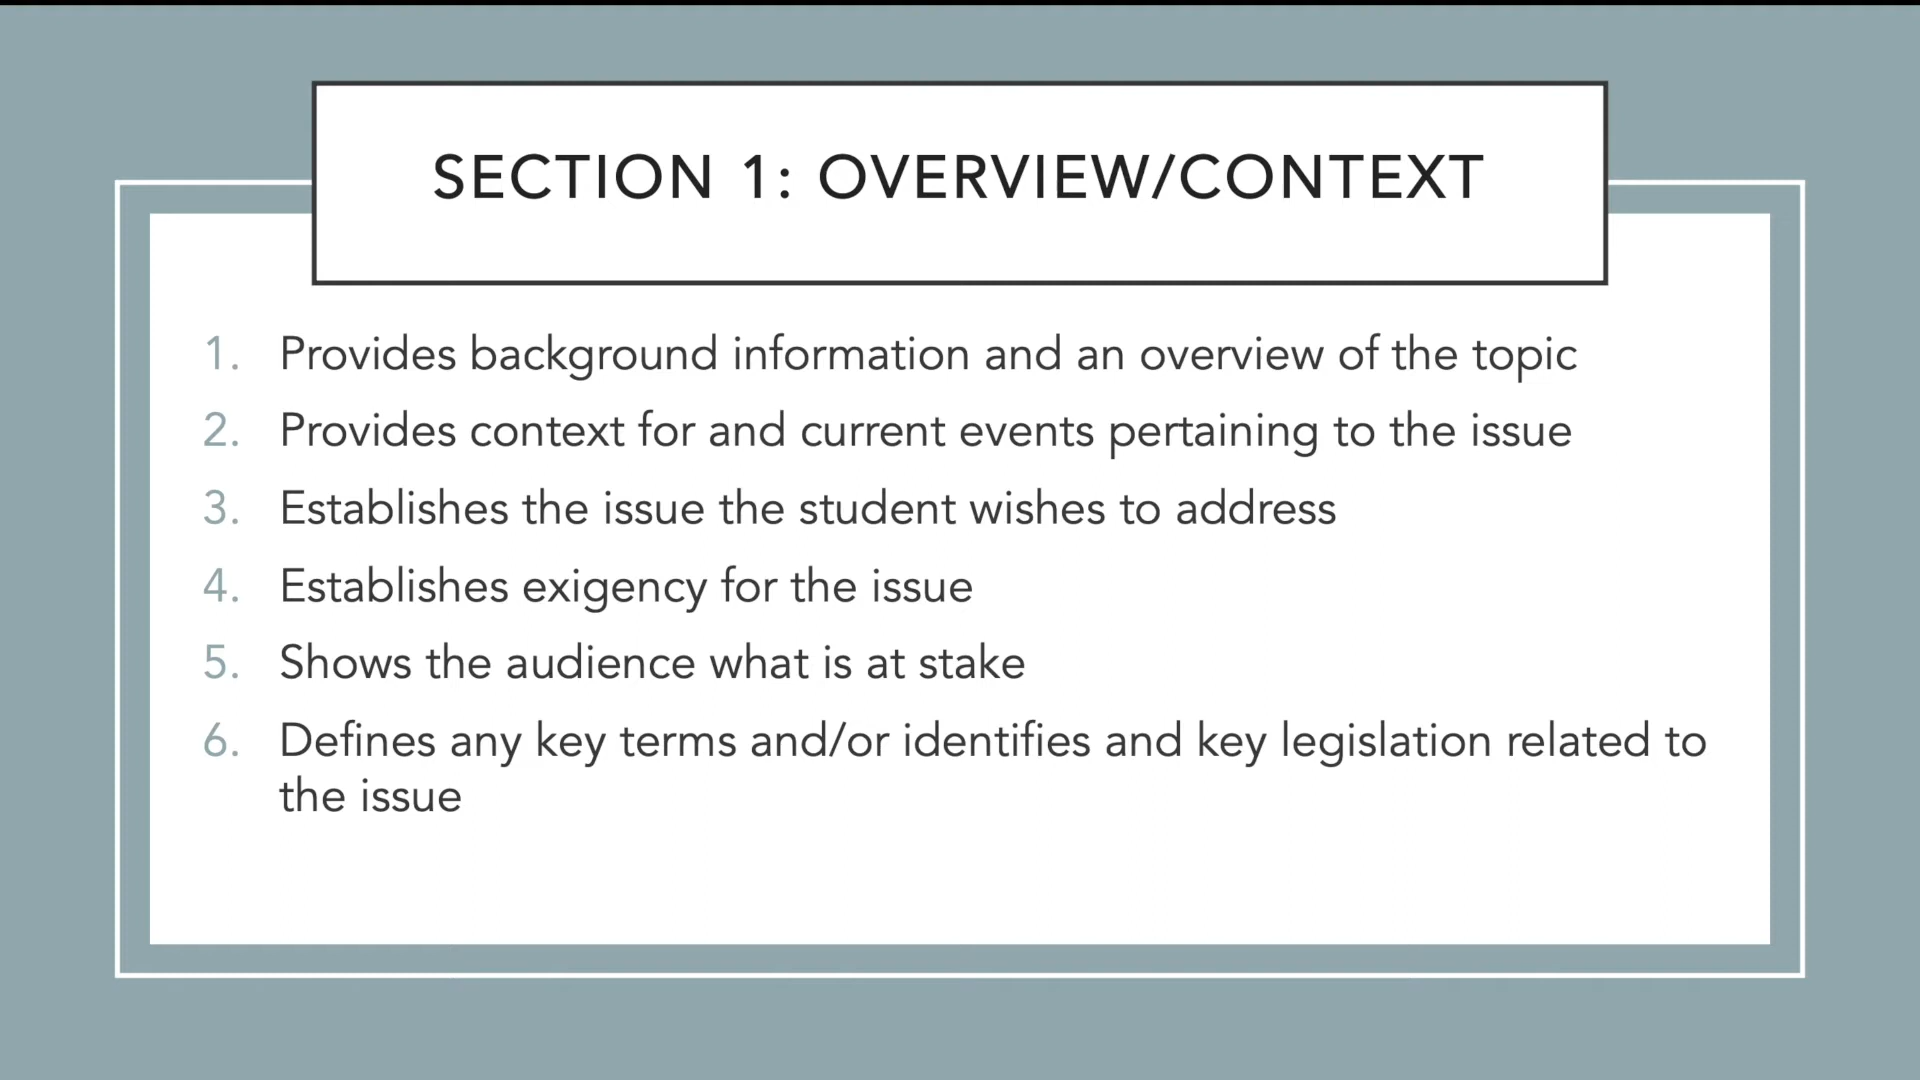 SECTION 1: OVERVIEW/CONTEXT
1. Provides background information and an overview of the topic
2. Provides context for and current events pertaining to the issue
3. Establishes the issue the student wishes to address
4. Establishes exigency for the issue
5. Shows the audience what is at stake
6. Defines any key terms and/or identifies and key legislation related to
the issue